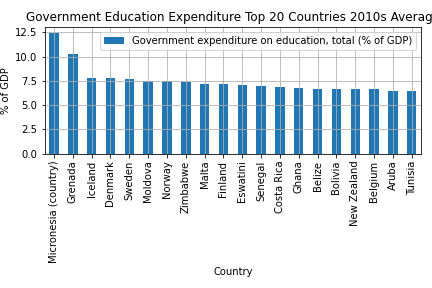 Government Education Expenditure Top 20 Countries 2010s Averag
Government expenditure on education, total (% of GDP)
% of GDP
12.5
10.0
7.5
5.0
2.5
0.0
Micronesia (country)
Grenada
Iceland
Denmark
Sweden
Moldova
Norway
Zimbabwe
Malta
Finland
Eswatini
Senegal
Costa Rica
Ghana
Belize
Bolivia
New Zealand
Belgium
Aruba
Tunisia
Country